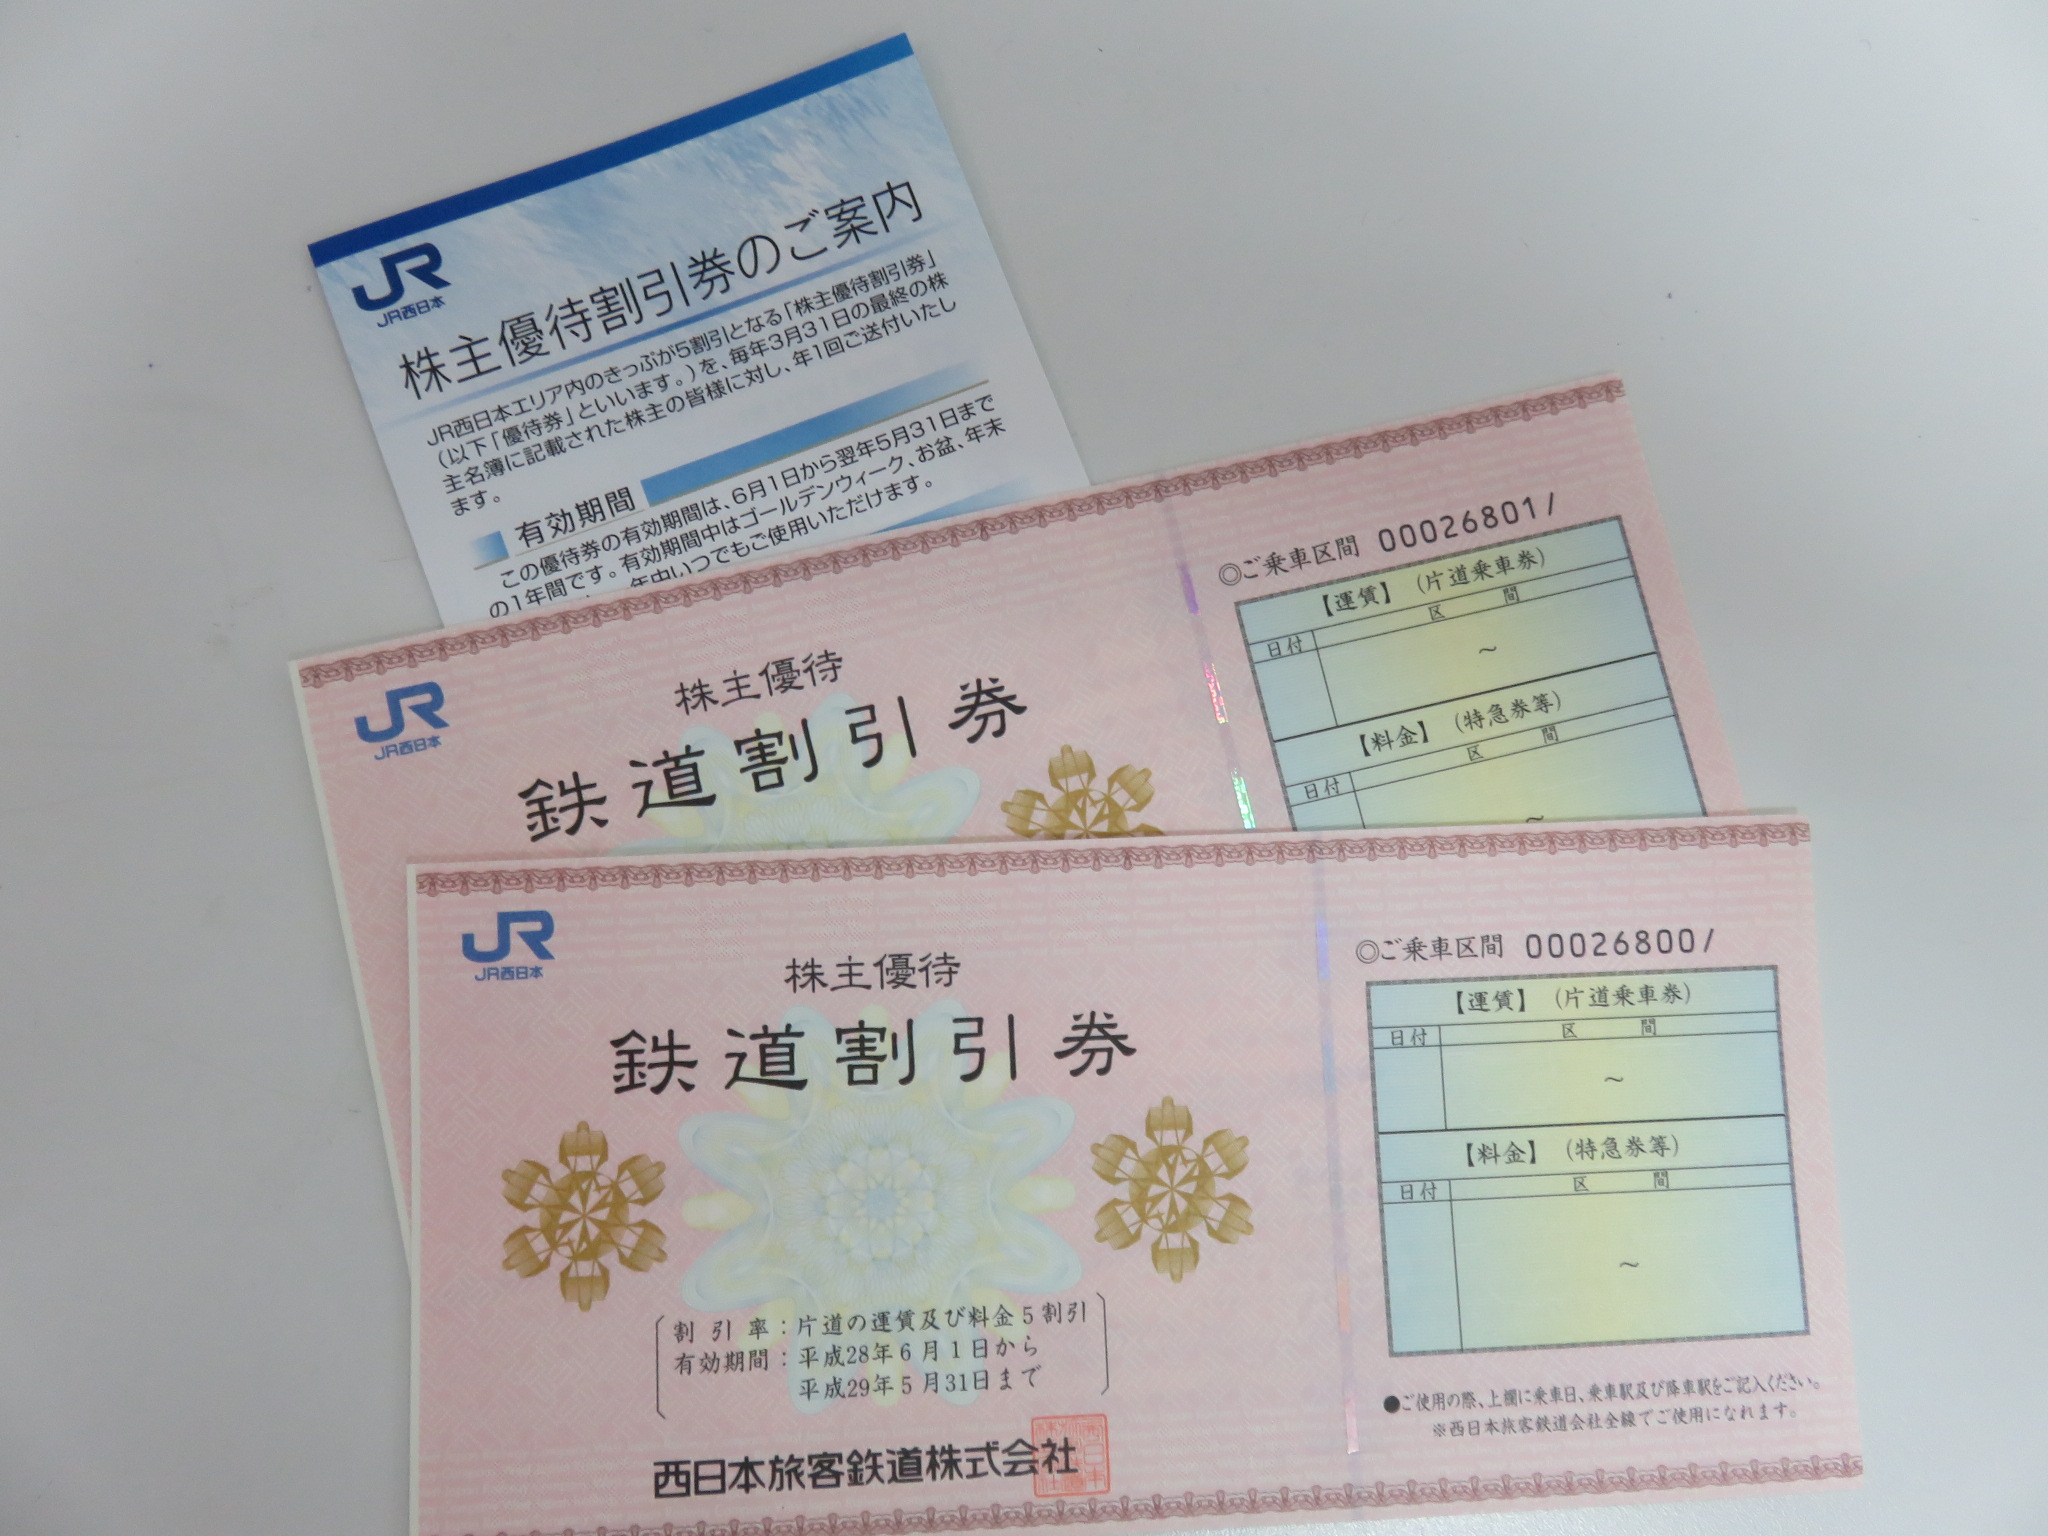 JR
JR西日本
株主優待割引券のご案内
JR西日本エリア内のきっぷが5割引となる「株主優待割引券」
(以下「優待券」といいます。)を、毎年3月31日の最終の株
主名簿に記載された株主の皆様に対し、年1回ご送付いたし
ます。
有効期間
この優待券の有効期間は、6月1日から翌年5月31日まで
の1年間です。有効期間中はゴールデンウィーク、お盆、年末
年中いつでもご使用いただけます。
JR
JR西日本
株主優待
鉄道割引券
◎ご乗車区間 00026801/
【運賃】(片道乗車券)
日付 区間
~
【料金】(特急券等)
日付 区間
~
JR
JR西日本
株主優待
鉄道割引券
割引率:片道の運賃及び料金5割引
有効期間:平成28年6月1日から
平成29年5月31日まで
西日本旅客鉄道株式会社
◎ご乗車区間 00026800/
【運賃】(片道乗車券)
日付 区間
~
【料金】(特急券等)
日付 区間
~
●ご使用の際、上欄に乗車日、乗車駅及び降車駅をご記入ください。
※西日本旅客鉄道会社全線でご使用になれます。